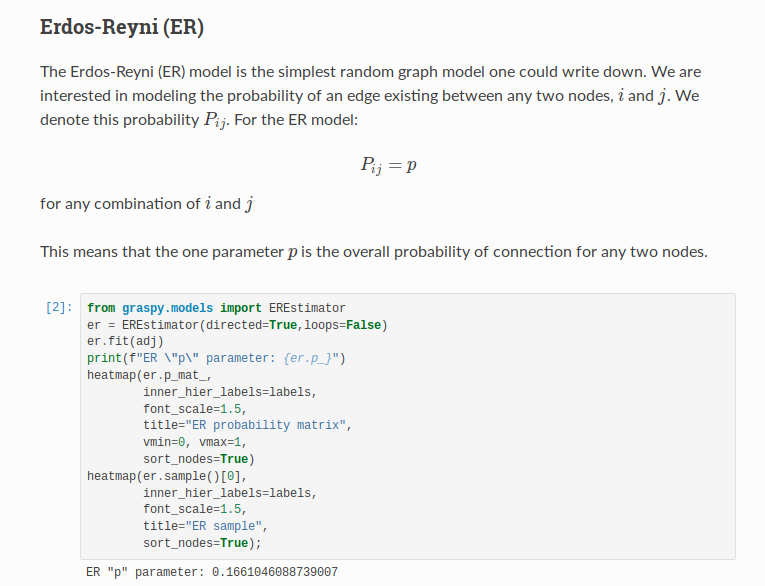 Erdos-Reyni (ER)
The Erdos-Reyni (ER) model is the simplest random graph model one could write down. We are
interested in modeling the probability of an edge existing between any two nodes, i and j. We
denote this probability P_{ij}. For the ER model:
P_{ij} = p
for any combination of i and j
This means that the one parameter p is the overall probability of connection for any two nodes.
[2]: from graspy.models import EREstimator
er = EREstimator(directed=True,loops=False)
er.fit(adj)
print(f"ER \"p\" parameter: {er.p_}")
heatmap(er.p_mat_,
        inner_hier_labels=labels,
        font_scale=1.5,
        title="ER probability matrix",
        vmin=0, vmax=1,
        sort_nodes=True)
heatmap(er.sample()[0],
        inner_hier_labels=labels,
        font_scale=1.5,
        title="ER sample",
        sort_nodes=True);
ER "p" parameter: 0.1661046088739007